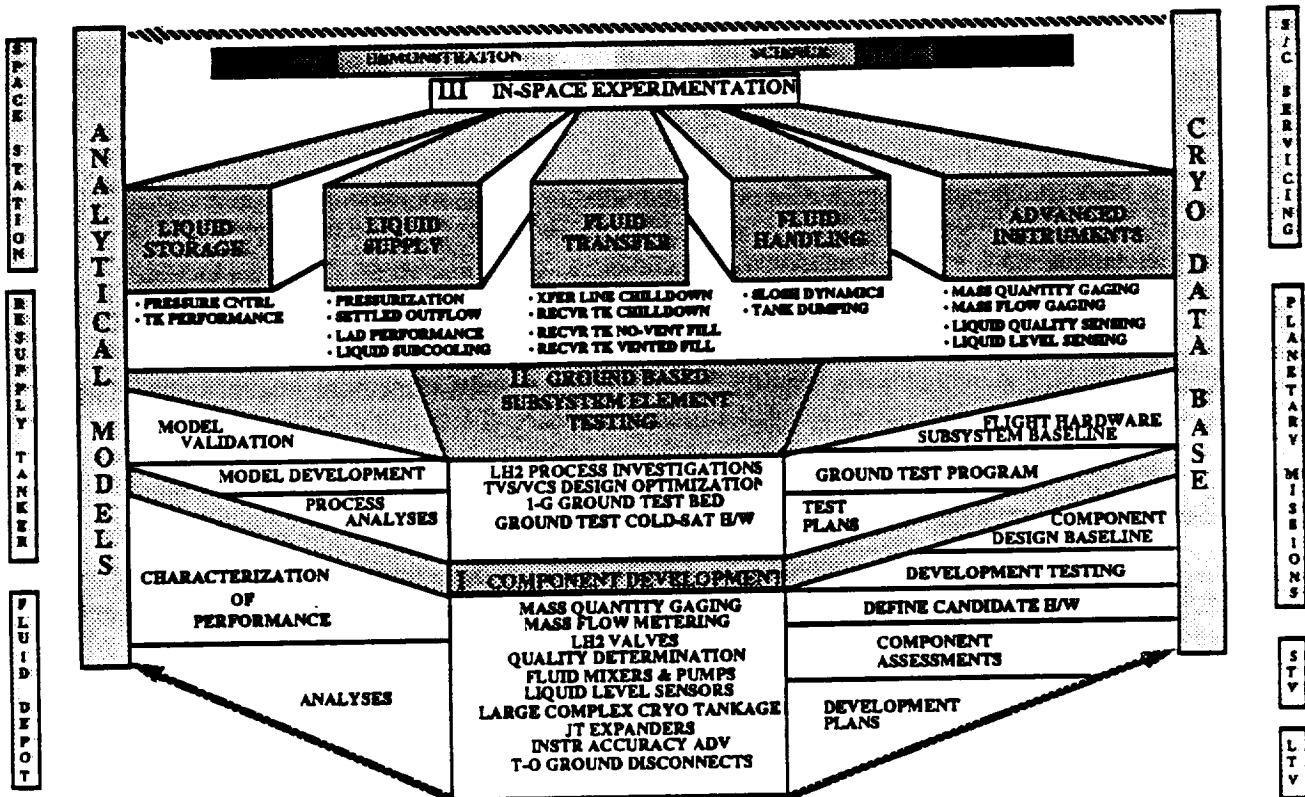 SPACE STATION
RESUPPLY TANKER
FLUID DEPOT
ANALYTICAL MODELS
DEMONSTRATION
SCIENCE
III IN-SPACE EXPERIMENTATION
LIQUID
STORAGE
LIQUID
SUPPLY
FLUID
TRANSFER
FLUID
HANDLING
ADVANCED
INSTRUMENTS
• PRESSURE CNTRL
• TK PERFORMANCE
• PRESSURIZATION
• SETTLED OUTFLOW
• LAD PERFORMANCE
• LIQUID SUBCOOLING
• XFER LINE CHILLDOWN
• RECVR TK CHILLDOWN
• RECVR TK NO-VENT FILL
• RECVR TK VENTED FILL
• SLOSH DYNAMICS
• TANK DUMPING
• MASS QUANTITY GAGING
• MASS FLOW GAGING
• LIQUID QUALITY SENSING
• LIQUID LEVEL SENSING
II. GROUND BASED
SUBSYSTEM ELEMENT
TESTING
MODEL
VALIDATION
MODEL DEVELOPMENT
PROCESS
ANALYSES
LH2 PROCESS INVESTIGATIONS
TVS/VCS DESIGN OPTIMIZATION
1-G GROUND TEST BED
GROUND TEST COLD-SAT H/W
FLIGHT HARDWARE
SUBSYSTEM BASELINE
GROUND TEST PROGRAM
TEST
PLANS
COMPONENT
DESIGN BASELINE
I COMPONENT DEVELOPMENT
CHARACTERIZATION
OF
PERFORMANCE
ANALYSES
MASS QUANTITY GAGING
MASS FLOW METERING
LH2 VALVES
QUALITY DETERMINATION
FLUID MIXERS & PUMPS
LIQUID LEVEL SENSORS
LARGE COMPLEX CRYO TANKAGE
JT EXPANDERS
INSTR ACCURACY ADV
T-O GROUND DISCONNECTS
DEVELOPMENT TESTING
DEFINE CANDIDATE H/W
COMPONENT
ASSESSMENTS
DEVELOPMENT
PLANS
CRYO DATA BASE
S/C SERVICING
PLANETARY MISSIONS
STV
LTV